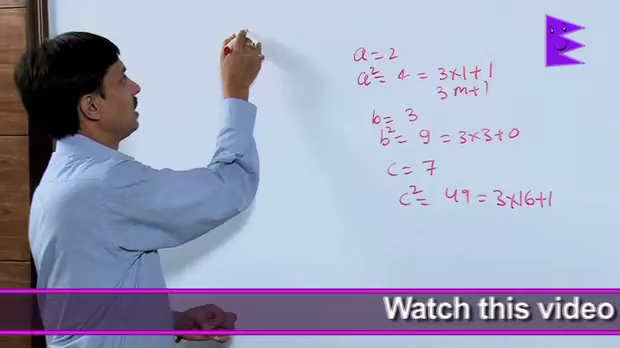 a = 2
a² = 4 = 3×1+1
3m+1
b = 3
b² = 9 = 3×3+0
c = 7
c² = 49 = 3×16+1
Watch this video